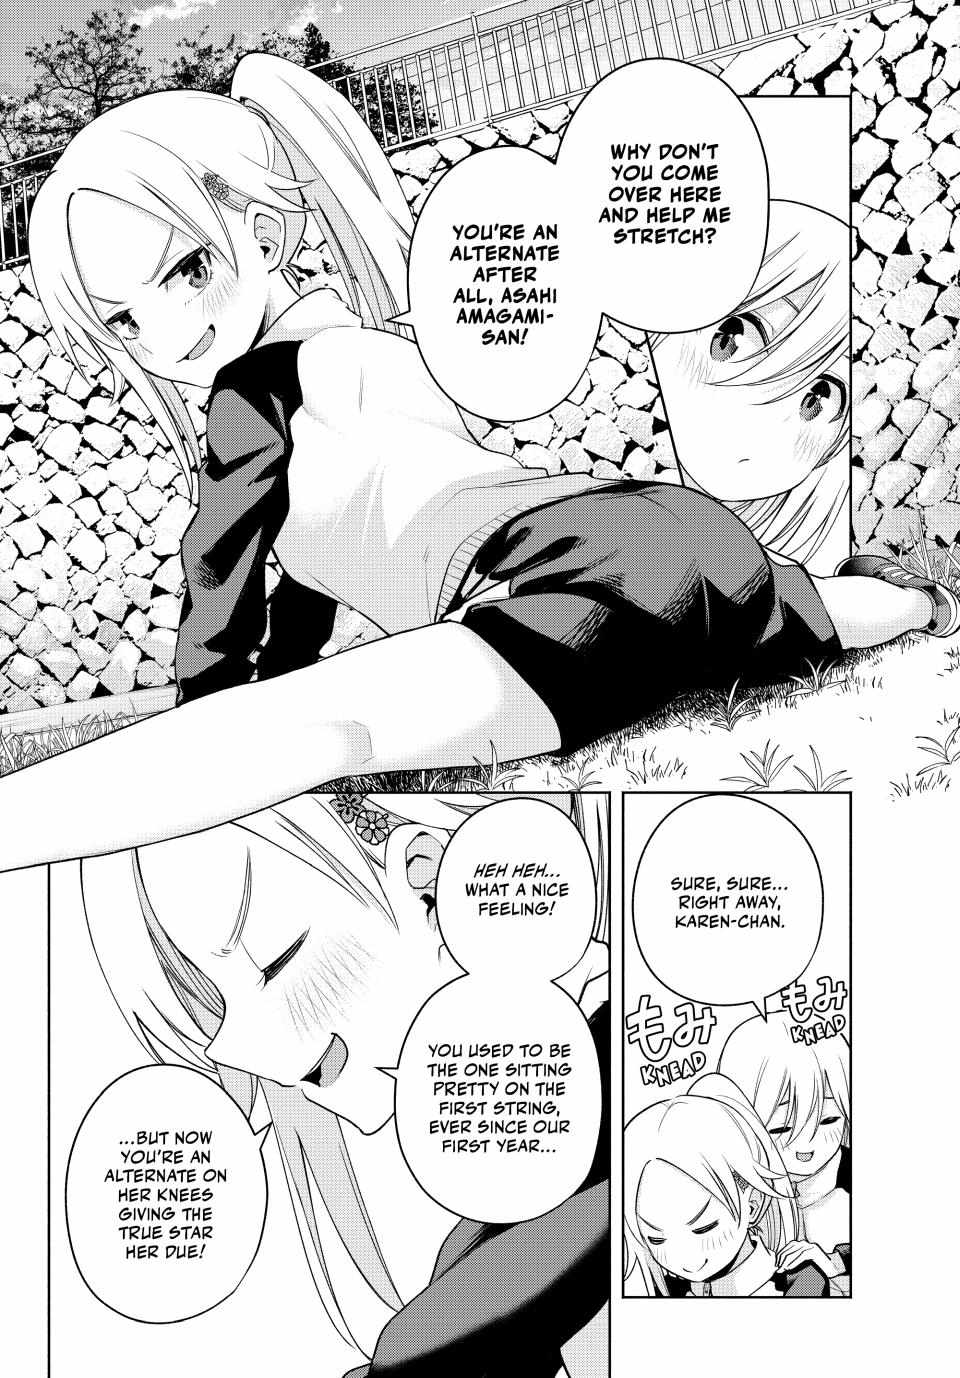 WHY DON'T
YOU COME
OVER HERE
AND HELP ME
STRETCH?
YOU'RE AN
ALTERNATE
AFTER
ALL, ASAHI
AMAGAMI-
SAN!
SURE, SURE...
RIGHT AWAY,
KAREN-CHAN.
もみ
KNEAD
もみ
KNEAD
HEH HEH...
WHAT A NICE
FEELING!
YOU USED TO BE
THE ONE SITTING
PRETTY ON THE
FIRST STRING,
EVER SINCE OUR
FIRST YEAR...
...BUT NOW
YOU'RE AN
ALTERNATE ON
HER KNEES
GIVING THE
TRUE STAR
HER DUE!